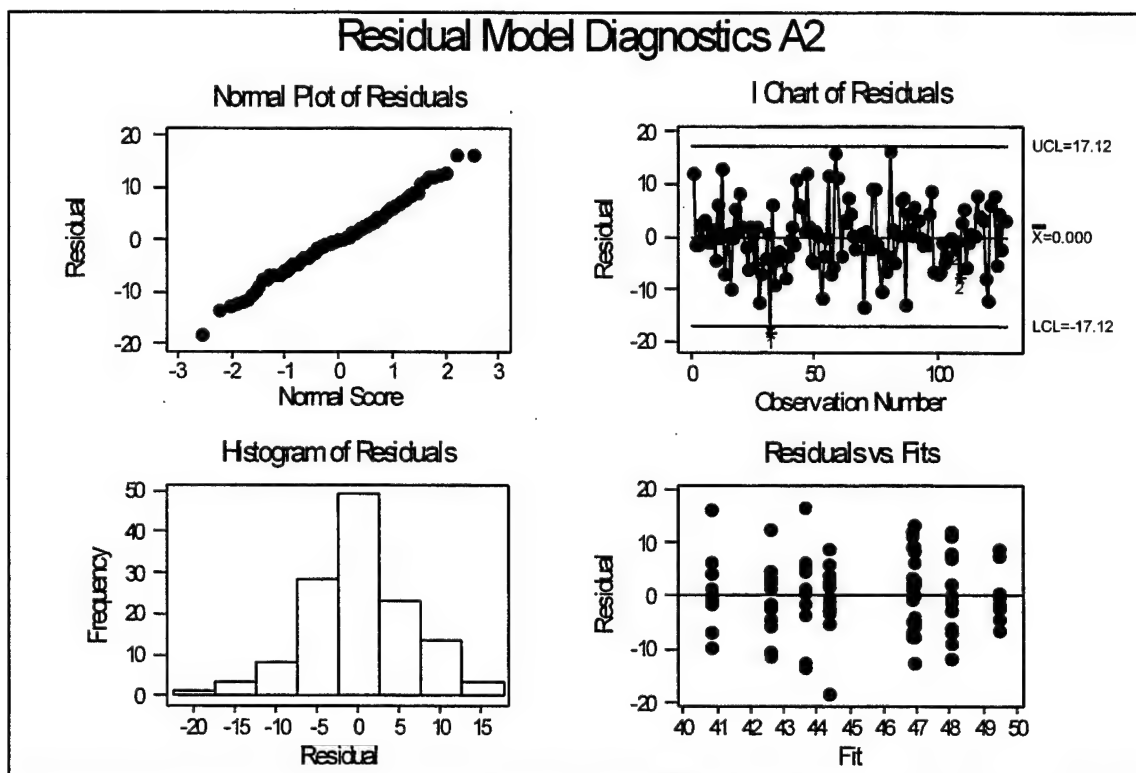 Residual Model Diagnostics A2
Normal Plot of Residuals
20
10
0
-10
-20
Residual
-3 -2 -1 0 1 2 3
Normal Score
I Chart of Residuals
20
10
0
-10
-20
Residual
UCL=17.12
X=0.000
LCL=-17.12
1
2
0 50 100
Observation Number
Histogram of Residuals
50
40
30
20
10
0
Frequency
-20 -15 -10 -5 0 5 10 15
Residual
Residuals vs. Fits
20
10
0
-10
-20
Residual
40 41 42 43 44 45 46 47 48 49 50
Fit